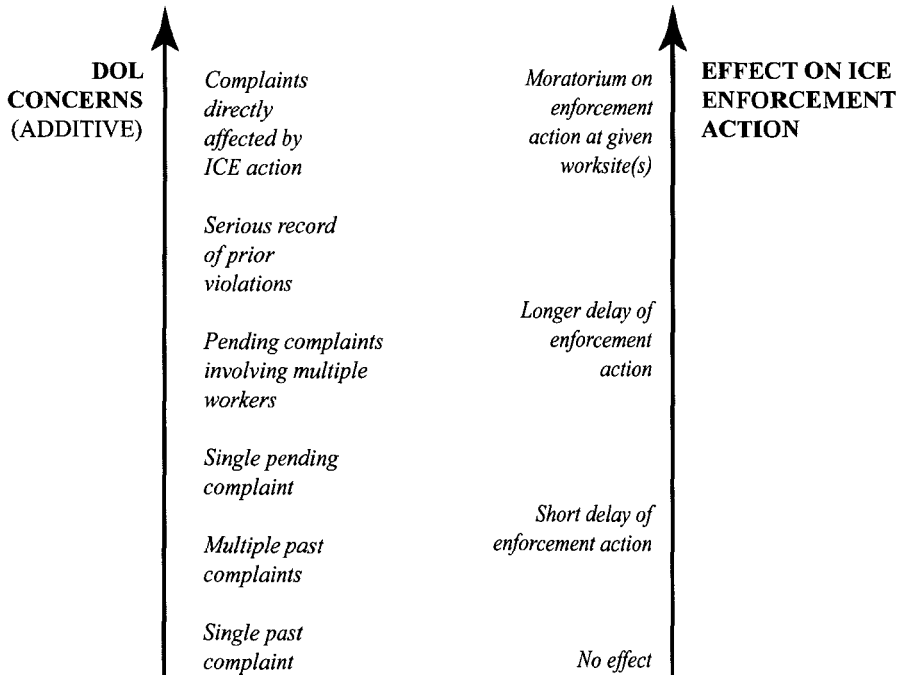 DOL
CONCERNS
(ADDITIVE)
Complaints
directly
affected by
ICE action
Serious record
of prior
violations
Pending complaints
involving multiple
workers
Single pending
complaint
Multiple past
complaints
Single past
complaint
Moratorium on
enforcement
action at given
worksite(s)
Longer delay of
enforcement
action
Short delay of
enforcement action
No effect
EFFECT ON ICE
ENFORCEMENT
ACTION